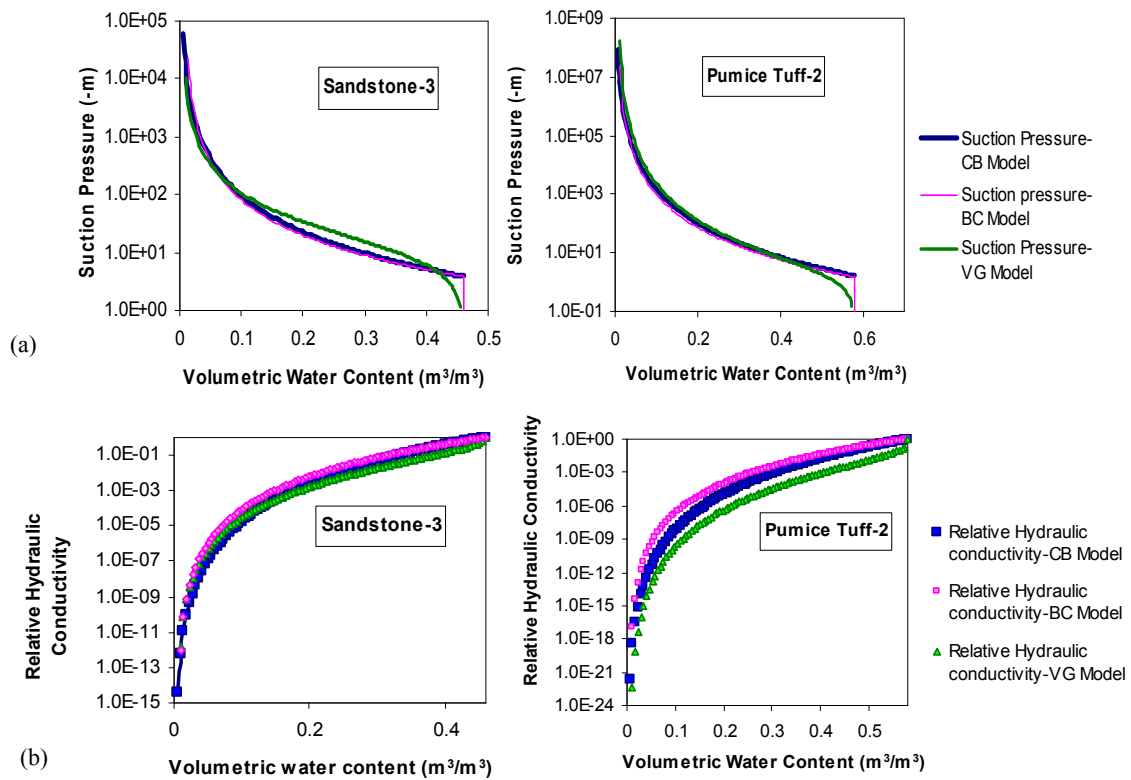 1.0E+05
1.0E+04
1.0E+03
1.0E+02
1.0E+01
1.0E+00
Suction Pressure (-m)
Sandstone-3
0 0.1 0.2 0.3 0.4 0.5
Volumetric Water Content (m³/m³)
1.0E+09
1.0E+07
1.0E+05
1.0E+03
1.0E+01
1.0E-01
Suction Pressure (-m)
Pumice Tuff-2
0 0.2 0.4 0.6
Volumetric Water Content (m³/m³)
Suction Pressure-
CB Model
Suction pressure-
BC Model
Suction Pressure-
VG Model
(a)
1.0E-01
1.0E-03
1.0E-05
1.0E-07
1.0E-09
1.0E-11
1.0E-13
1.0E-15
Relative Hydraulic
Conductivity
Sandstone-3
0 0.2 0.4
Volumetric water content (m³/m³)
1.0E+00
1.0E-03
1.0E-06
1.0E-09
1.0E-12
1.0E-15
1.0E-18
1.0E-21
1.0E-24
Relative Hydraulic Conductivity
Pumice Tuff-2
0 0.1 0.2 0.3 0.4 0.5
Volumetric Water Content (m³/m³)
Relative Hydraulic
conductivity-CB Model
Relative Hydraulic
conductivity-BC Model
Relative Hydraulic
conductivity-VG Model
(b)